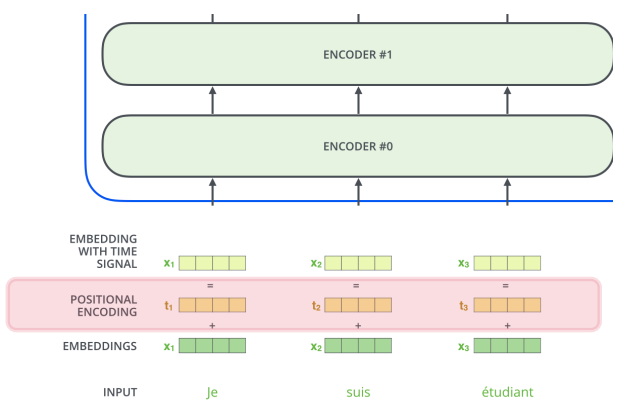 ENCODER #1
ENCODER #0
EMBEDDING
WITH TIME
SIGNAL
x₁ x₂ x₃
= = =
POSITIONAL
ENCODING
t₁ t₂ t₃
+ + +
EMBEDDINGS x₁ x₂ x₃
INPUT Je suis étudiant